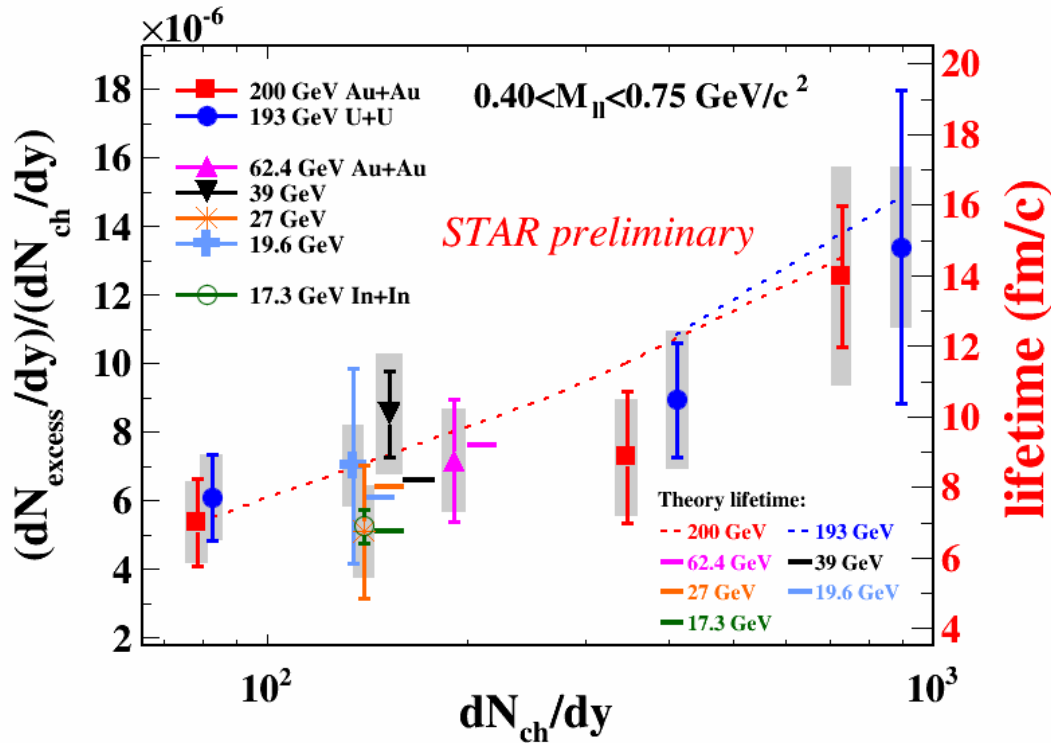 ×10⁻⁶
(dN_excess/dy)/(dN_ch/dy)
18
16
14
12
10
8
6
4
2
200 GeV Au+Au
193 GeV U+U
62.4 GeV Au+Au
39 GeV
27 GeV
19.6 GeV
17.3 GeV In+In
0.40<M_ll<0.75 GeV/c²
STAR preliminary
Theory lifetime:
200 GeV
193 GeV
62.4 GeV
39 GeV
27 GeV
19.6 GeV
17.3 GeV
20
18
16
14
12
10
8
6
4
lifetime (fm/c)
10²
10³
dN_ch/dy